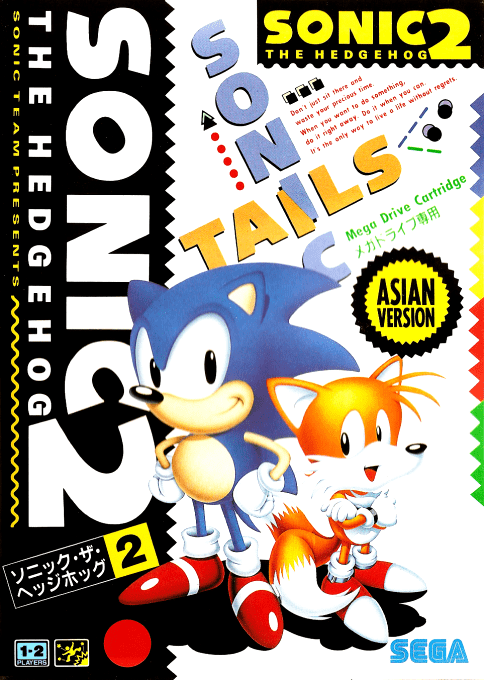 SONIC 2
THE HEDGEHOG
SONIC TEAM PRESENTS
SONIC 2
THE HEDGEHOG
SONIC
TAILS
Don't just sit there and
waste your precious time.
When you want to do something,
do it right away. Do it when you can.
It's the only way to live a life without regrets.
Mega Drive Cartridge
メガドライブ専用
ASIAN
VERSION
ソニック・ザ・
ヘッジホッグ 2
1-2
PLAYERS
SEGA